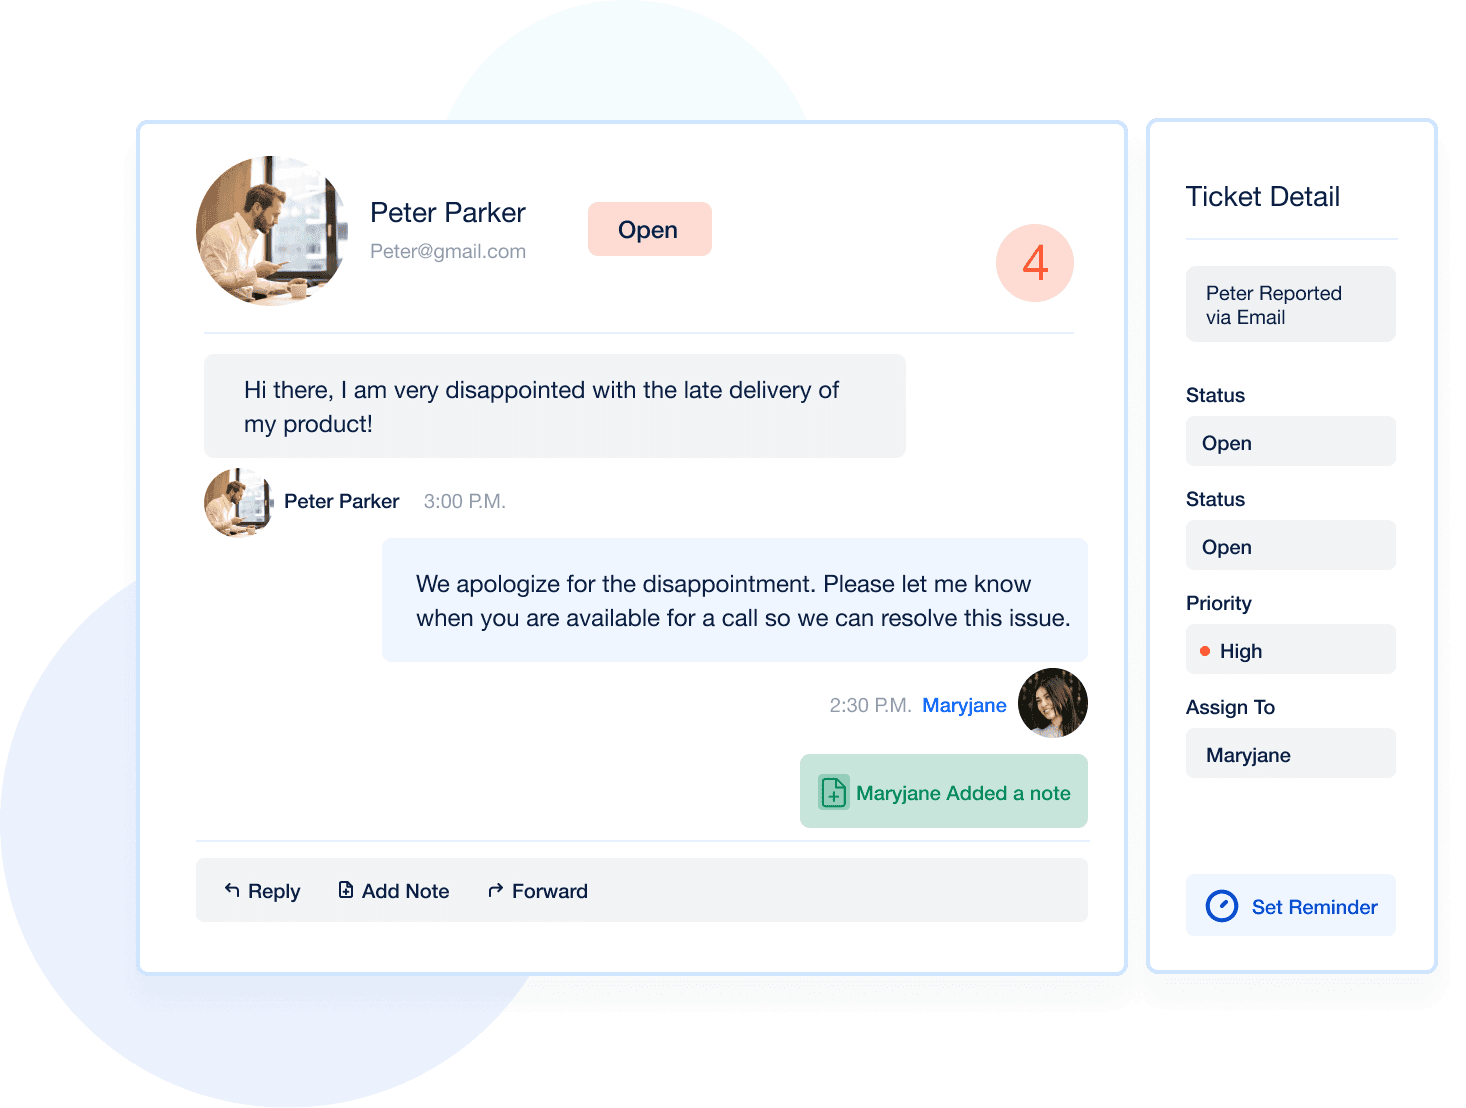 Peter Parker
Peter@gmail.com
Open
4
Hi there, I am very disappointed with the late delivery of
my product!
Peter Parker 3:00 P.M.
We apologize for the disappointment. Please let me know
when you are available for a call so we can resolve this issue.
2:30 P.M. Maryjane
Maryjane Added a note
Reply Add Note Forward
Ticket Detail
Peter Reported
via Email
Status
Open
Status
Open
Priority
High
Assign To
Maryjane
Set Reminder